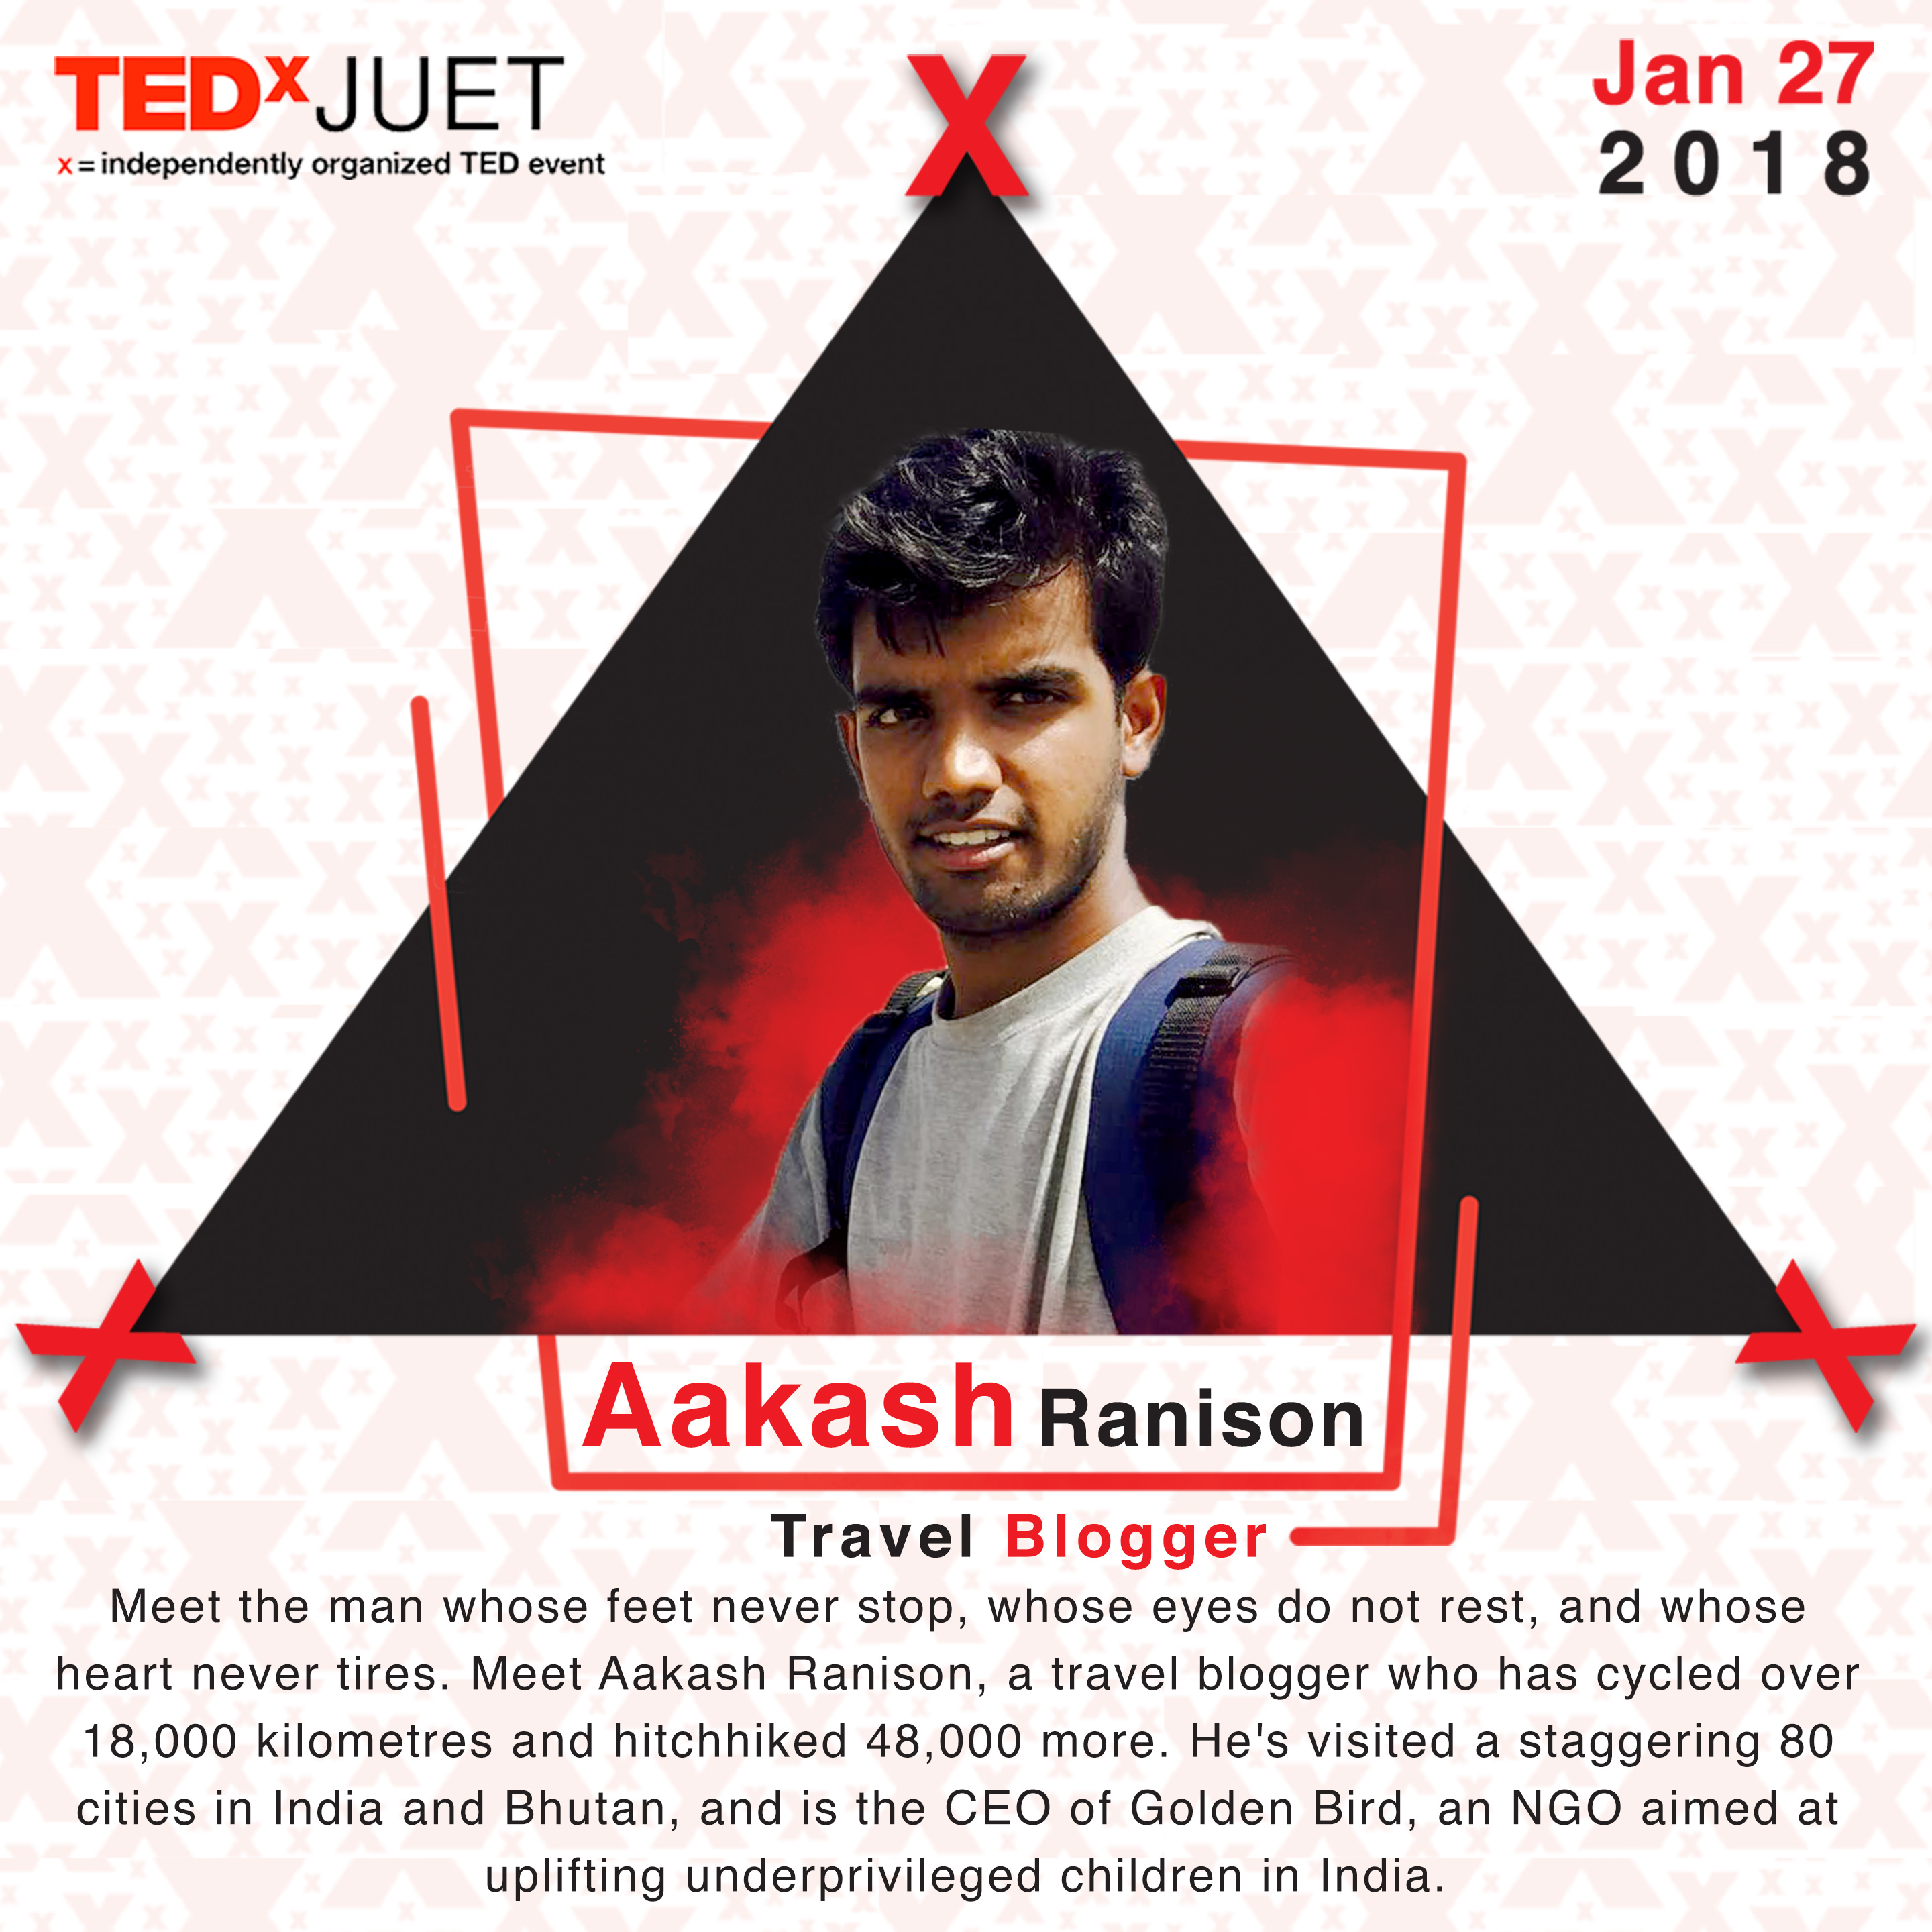 TEDx JUET
x = independently organized TED event
Jan 27
2018
X
Aakash Ranison
Travel Blogger
Meet the man whose feet never stop, whose eyes do not rest, and whose
heart never tires. Meet Aakash Ranison, a travel blogger who has cycled over
18,000 kilometres and hitchhiked 48,000 more. He's visited a staggering 80
cities in India and Bhutan, and is the CEO of Golden Bird, an NGO aimed at
uplifting underprivileged children in India.